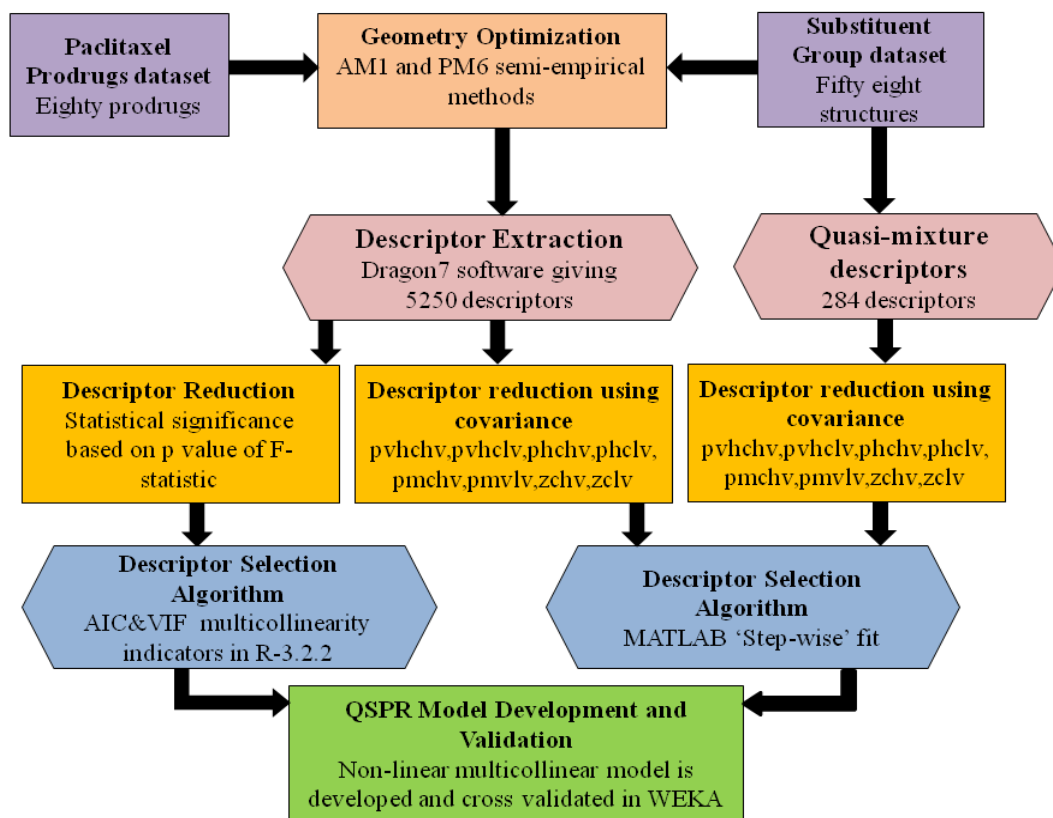 Paclitaxel
Prodrugs dataset
Eighty prodrugs
Geometry Optimization
AM1 and PM6 semi-empirical
methods
Substituent
Group dataset
Fifty eight
structures
Descriptor Extraction
Dragon7 software giving
5250 descriptors
Quasi-mixture
descriptors
284 descriptors
Descriptor Reduction
Statistical significance
based on p value of F-
statistic
Descriptor reduction using
covariance
pvhchv,pvhclv,phchv,phclv,
pmchv,pmvlv,zchv,zclv
Descriptor reduction using
covariance
pvhchv,pvhclv,phchv,phclv,
pmchv,pmvlv,zchv,zclv
Descriptor Selection
Algorithm
AIC&VIF multicollinearity
indicators in R-3.2.2
Descriptor Selection
Algorithm
MATLAB ‘Step-wise’ fit
QSPR Model Development and
Validation
Non-linear multicollinear model is
developed and cross validated in WEKA